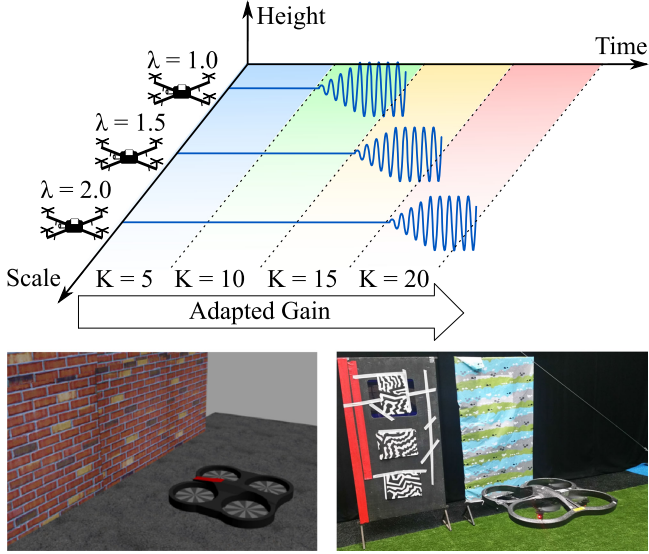 Height
Time
λ = 1.0
λ = 1.5
λ = 2.0
Scale
K = 5 K = 10 K = 15 K = 20
Adapted Gain